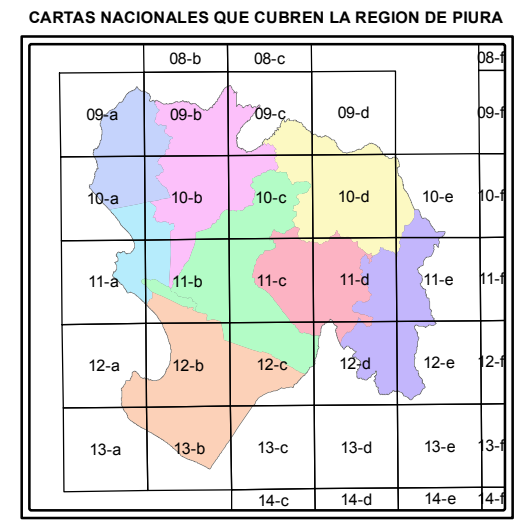 CARTAS NACIONALES QUE CUBREN LA REGION DE PIURA
08-b 08-c 08-f
09-a 09-b 09-c 09-d 09-f
10-a 10-b 10-c 10-d 10-e 10-f
11-a 11-b 11-c 11-d 11-e 11-f
12-a 12-b 12-c 12-d 12-e 12-f
13-a 13-b 13-c 13-d 13-e 13-f
14-c 14-d 14-e 14-f